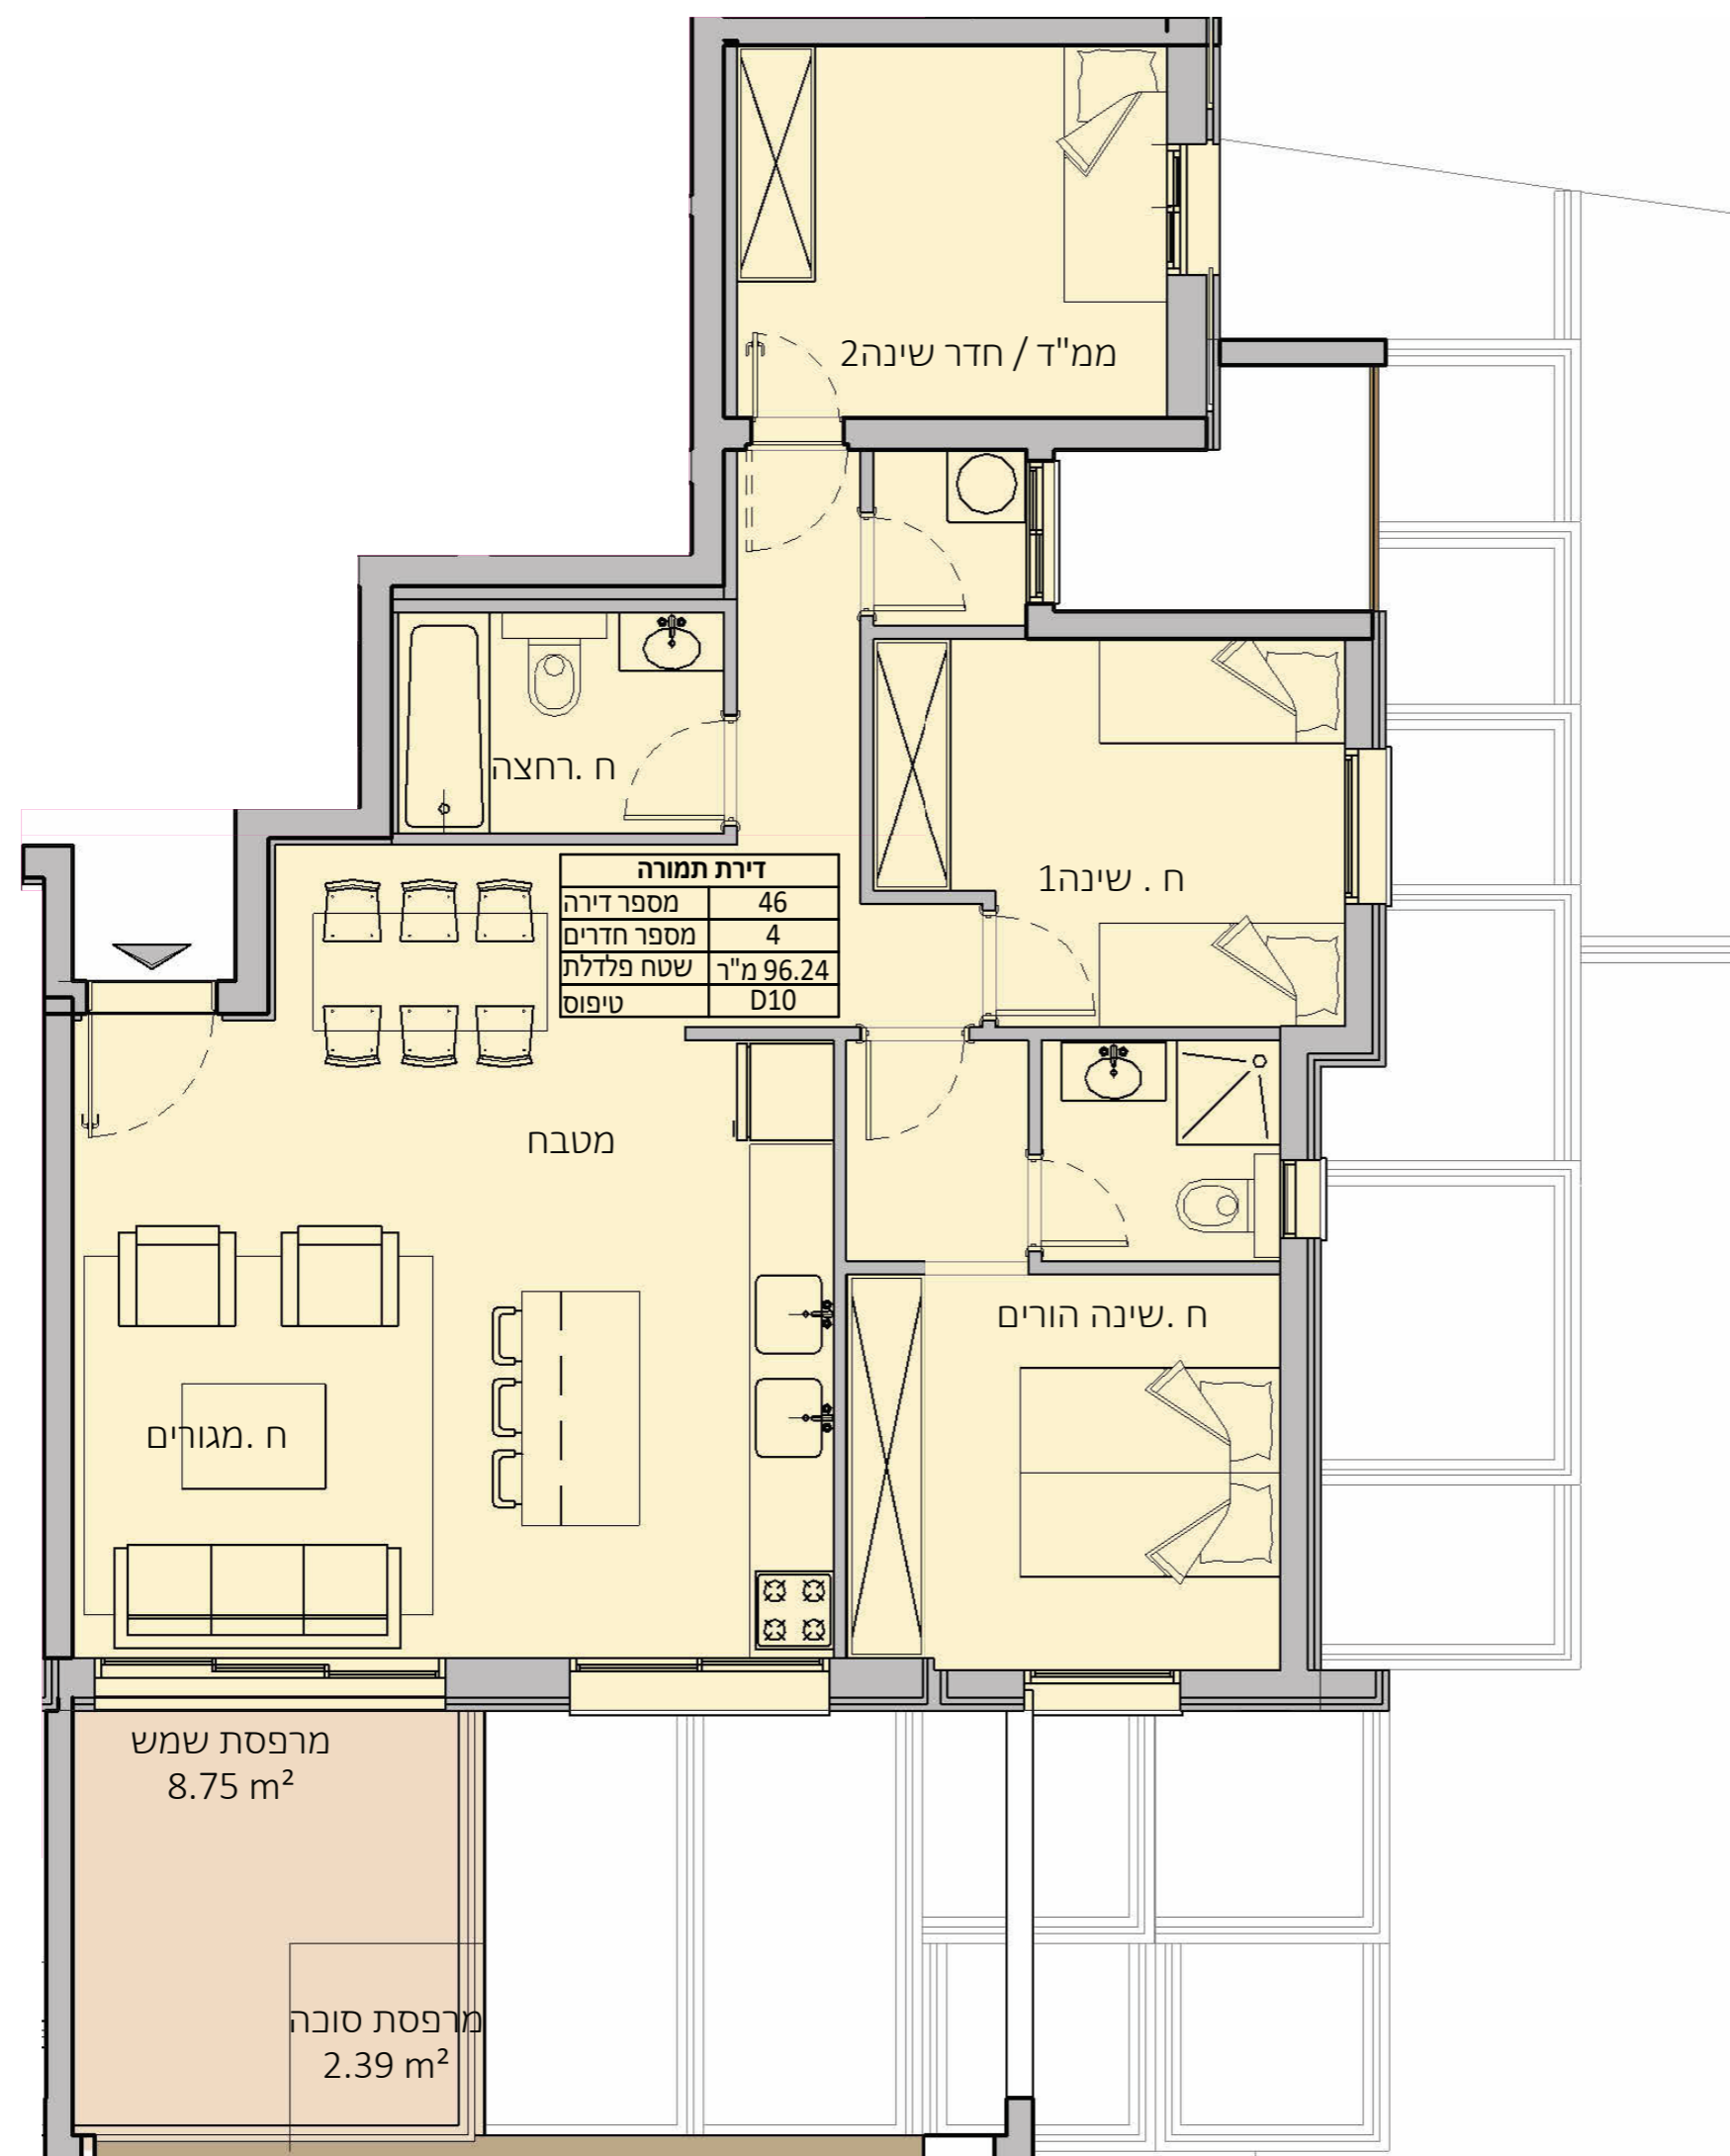 ממ"ד / חדר שינה2
ח .רחצה
ח . שינה1
דירת תמורה
מספר דירה 46
מספר חדרים 4
שטח פלדלת 96.24 מ"ר
טיפוס D10
מטבח
ח .שינה הורים
ח .מגורים
מרפסת שמש
8.75 m²
מרפסת סוכה
2.39 m²